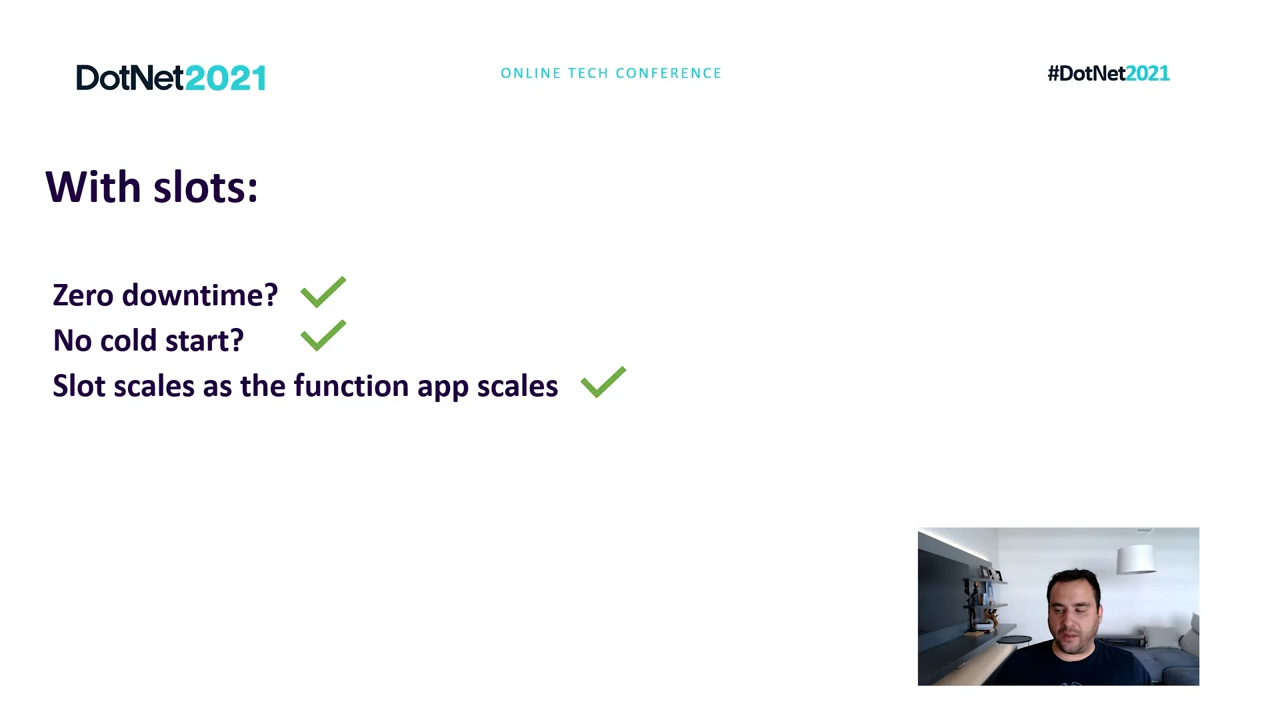 DotNet2021
ONLINE TECH CONFERENCE
#DotNet2021
With slots:
Zero downtime?
No cold start?
Slot scales as the function app scales